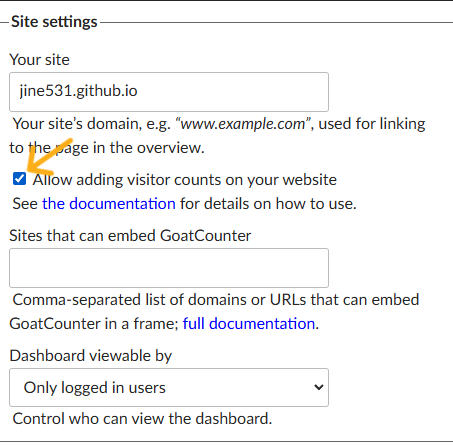 Site settings
Your site
jine531.github.io
Your site’s domain, e.g. “www.example.com”, used for linking
to the page in the overview.
Allow adding visitor counts on your website
See the documentation for details on how to use.
Sites that can embed GoatCounter
Comma-separated list of domains or URLs that can embed
GoatCounter in a frame; full documentation.
Dashboard viewable by
Only logged in users
Control who can view the dashboard.